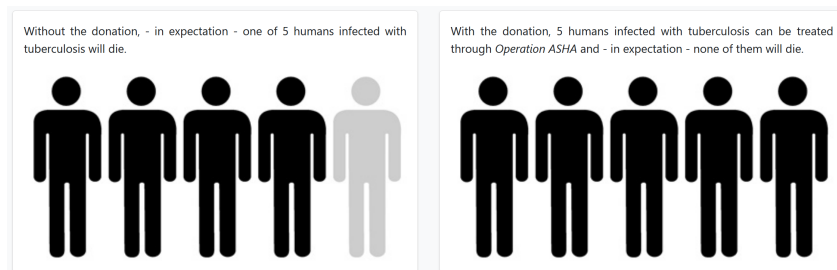 Without the donation, - in expectation - one of 5 humans infected with
tuberculosis will die.
With the donation, 5 humans infected with tuberculosis can be treated
through Operation ASHA and - in expectation - none of them will die.